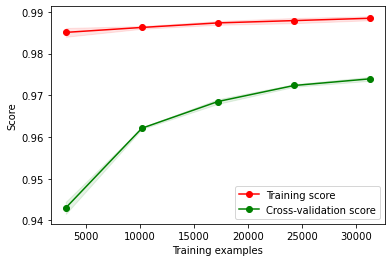 0.99
0.98
0.97
0.96
0.95
0.94
Score
5000 10000 15000 20000 25000 30000
Training examples
Training score
Cross-validation score